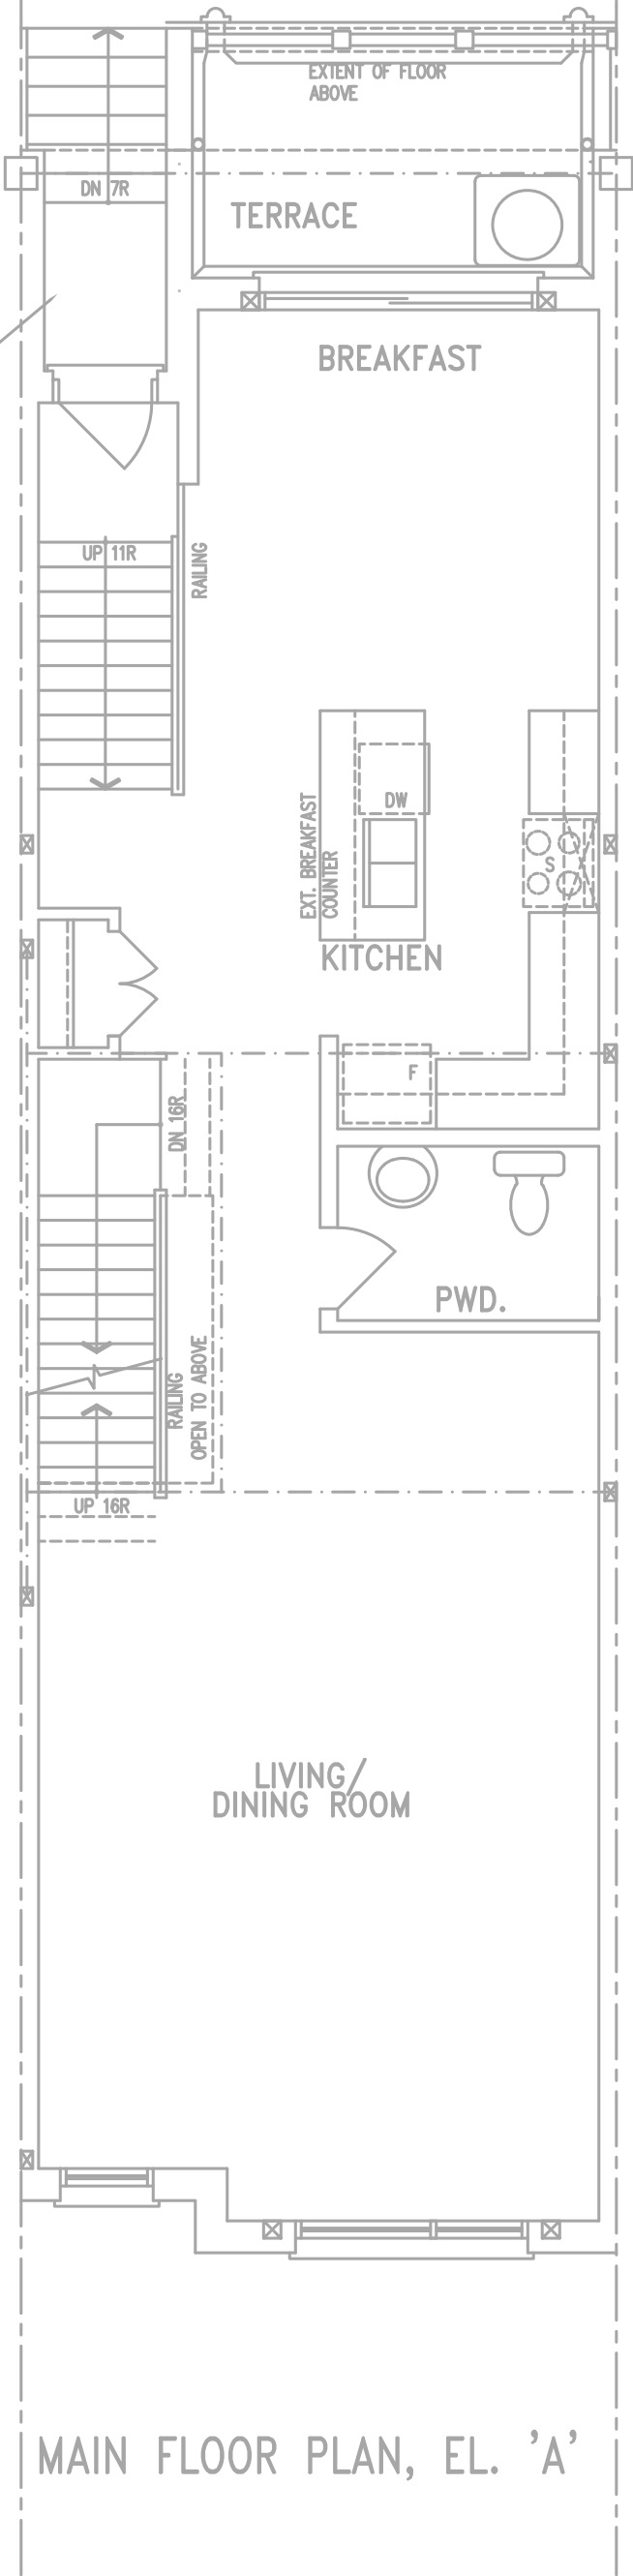 EXTENT OF FLOOR
ABOVE
DN 7R
TERRACE
BREAKFAST
UP 11R
RAILING
DW
EXT. BREAKFAST
COUNTER
S
KITCHEN
F
DN 16R
PWD.
RAILING
OPEN TO ABOVE
UP 16R
LIVING/
DINING ROOM
MAIN FLOOR PLAN, EL. 'A'